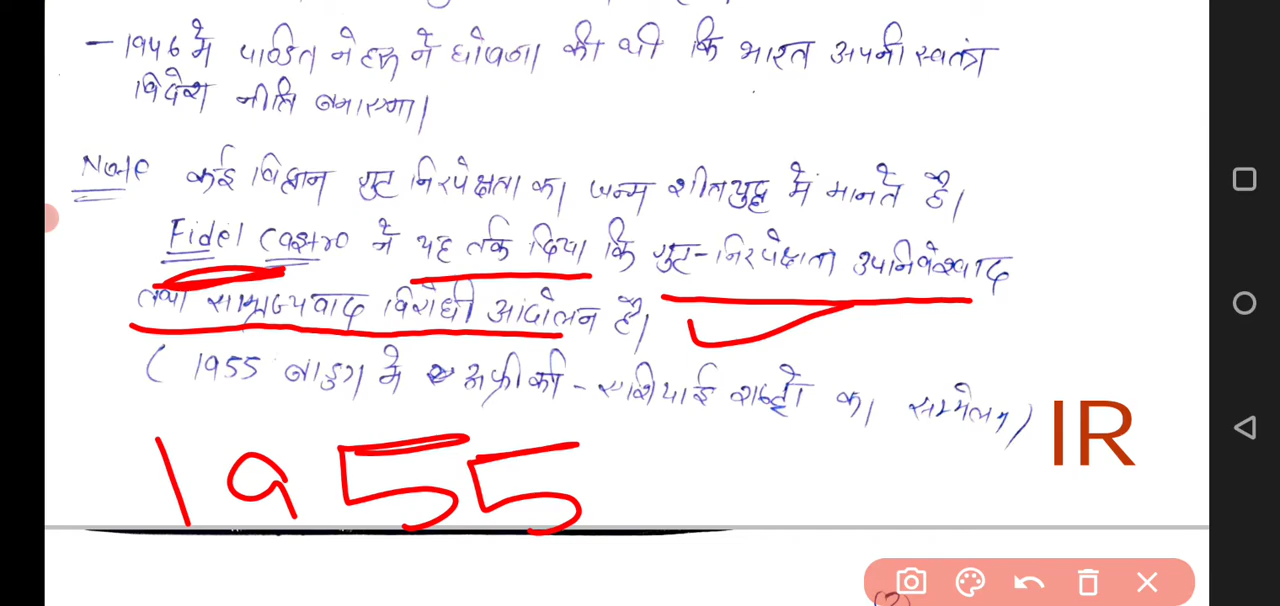 - 1946 में पण्डित नेहरू ने घोषणा की थी कि भारत अपनी स्वतंत्र
विदेश नीति बनाएगा।
Note कई विद्वान गुट निरपेक्षता का जन्म शीतयुद्ध में मानते है।
Fidel Castro ने यह तर्क दिया कि गुट-निरपेक्षता उपनिवेशवाद
तथा साम्राज्यवाद विरोधी आंदोलन है।
( 1955 बाडुंग में अफ्रीकी - एशियाई राष्ट्रों का सम्मेलन)
IR
1955